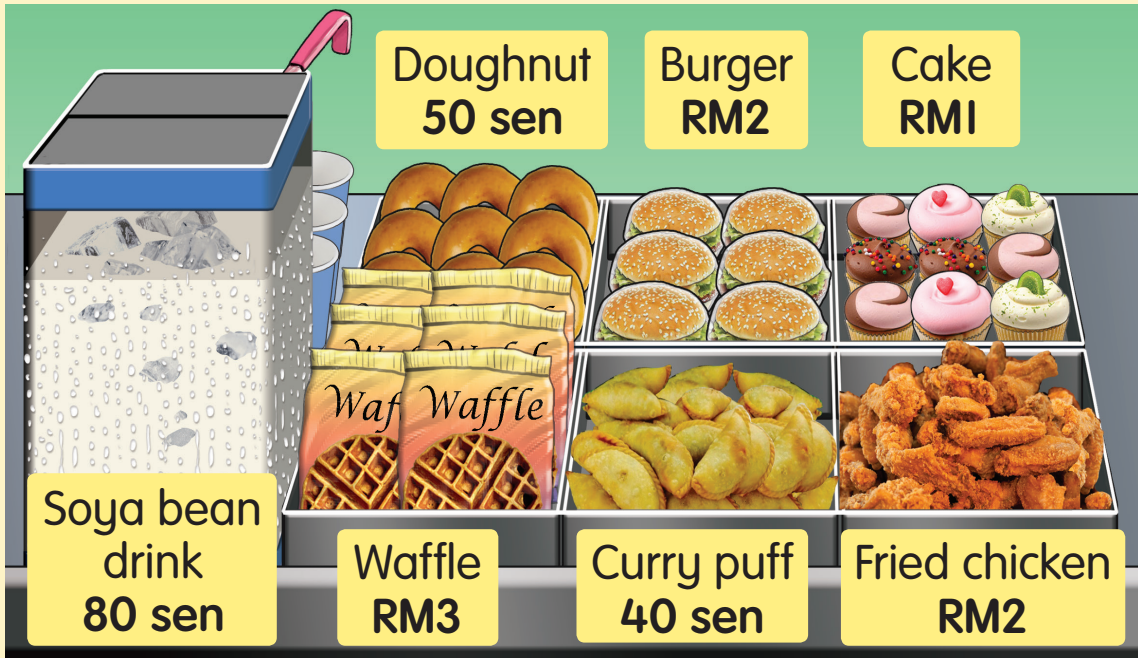 Doughnut
50 sen
Burger
RM2
Cake
RM1
Waffle
Waf
Waffle
Soya bean
drink
80 sen
Waffle
RM3
Curry puff
40 sen
Fried chicken
RM2